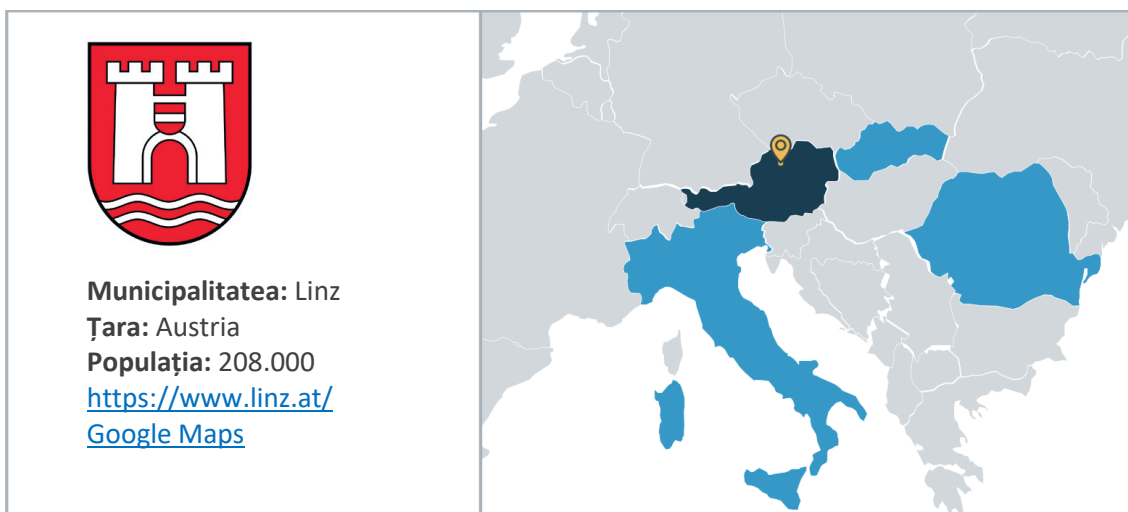 Municipalitatea: Linz
Țara: Austria
Populația: 208.000
https://www.linz.at/
Google Maps